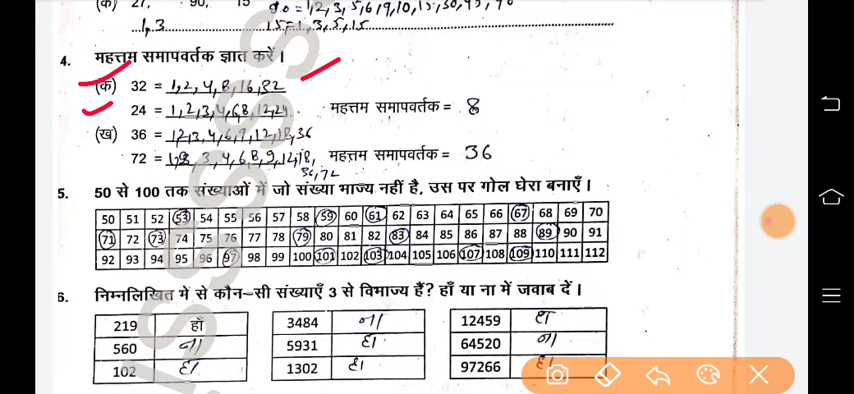 (क) 27, 90, 15 90=1,2,3,5,6,9,10,15,30,45,90
1,3 15=1,3,5,15
4. महत्तम समापवर्तक ज्ञात करें।
(क) 32 = 1,2,4,8,16,32
24 = 1,2,3,4,6,8,12,24 महत्तम समापवर्तक = 8
(ख) 36 = 1,2,3,4,6,9,12,18,36
72 = 1,2, 3,4,6,8,9,12,18, महत्तम समापवर्तक = 36
36,72
5. 50 से 100 तक संख्याओं में जो संख्या भाज्य नहीं है, उस पर गोल घेरा बनाएँ।
50 51 52 53 54 55 56 57 58 59 60 61 62 63 64 65 66 67 68 69 70
71 72 73 74 75 76 77 78 79 80 81 82 83 84 85 86 87 88 89 90 91
92 93 94 95 96 97 98 99 100 101 102 103 104 105 106 107 108 109 110 111 112
6. निम्नलिखित में से कौन-सी संख्याएँ 3 से विभाज्य हैं? हाँ या ना में जवाब दें।
219 हाँ 3484 ना 12459 हा
560 ना 5931 हा 64520 ना
102 हा 1302 हा 97266 हा